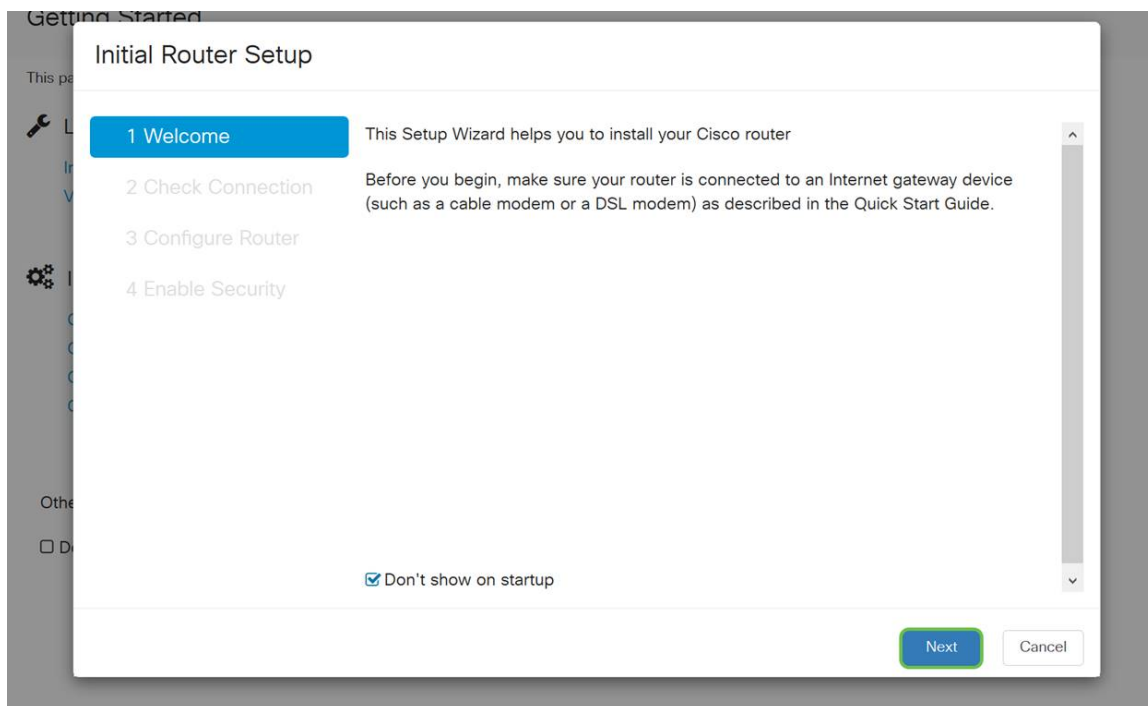 Getting Started
Initial Router Setup
This pa
1 Welcome
2 Check Connection
3 Configure Router
4 Enable Security
This Setup Wizard helps you to install your Cisco router
Before you begin, make sure your router is connected to an Internet gateway device
(such as a cable modem or a DSL modem) as described in the Quick Start Guide.
Othe
Don't show on startup
Next
Cancel